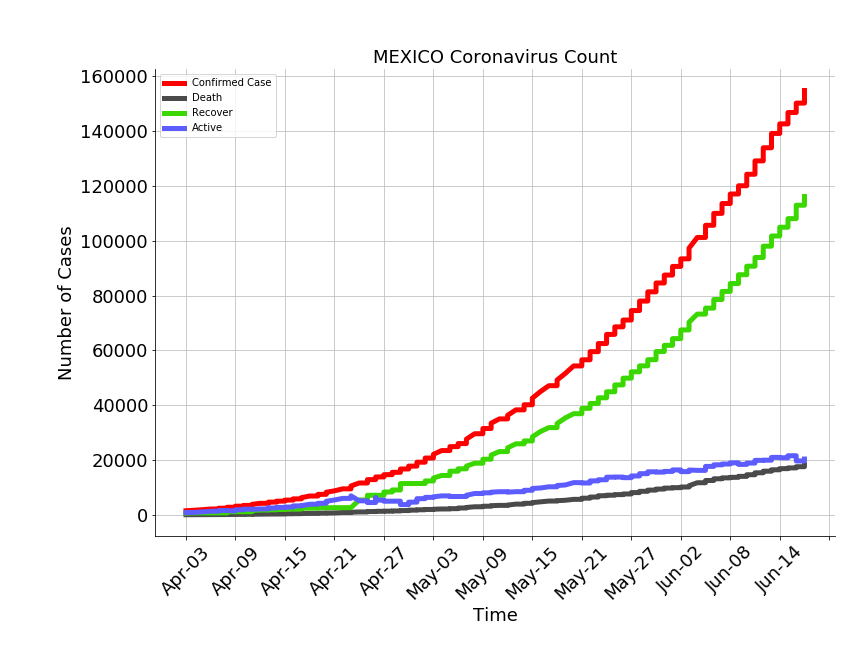 MEXICO Coronavirus Count
Confirmed Case
Death
Recover
Active
Number of Cases
160000
140000
120000
100000
80000
60000
40000
20000
0
Apr-03
Apr-09
Apr-15
Apr-21
Apr-27
May-03
May-09
May-15
May-21
May-27
Jun-02
Jun-08
Jun-14
Time